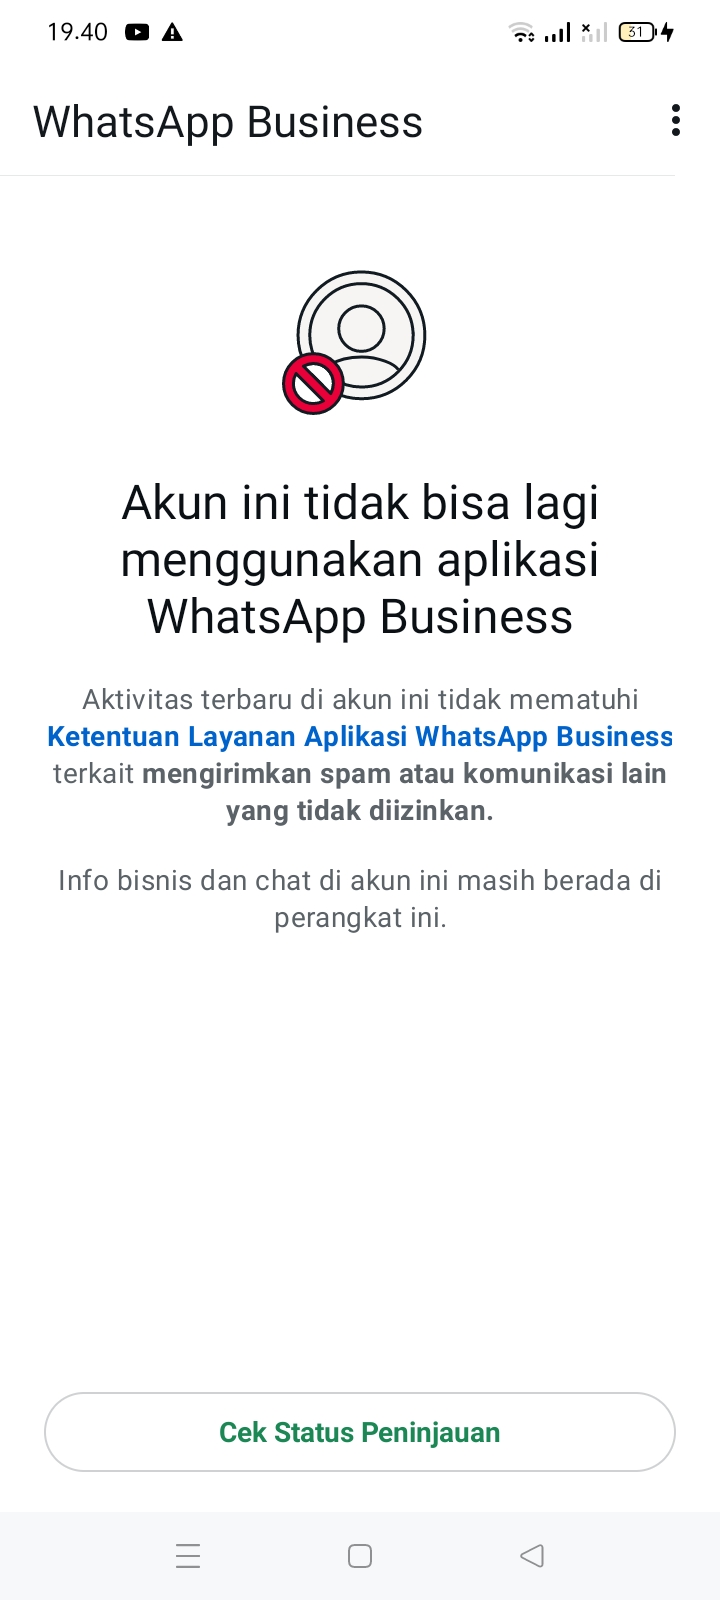 19.40
31
WhatsApp Business
Akun ini tidak bisa lagi
menggunakan aplikasi
WhatsApp Business
Aktivitas terbaru di akun ini tidak mematuhi
Ketentuan Layanan Aplikasi WhatsApp Business
terkait mengirimkan spam atau komunikasi lain
yang tidak diizinkan.
Info bisnis dan chat di akun ini masih berada di
perangkat ini.
Cek Status Peninjauan